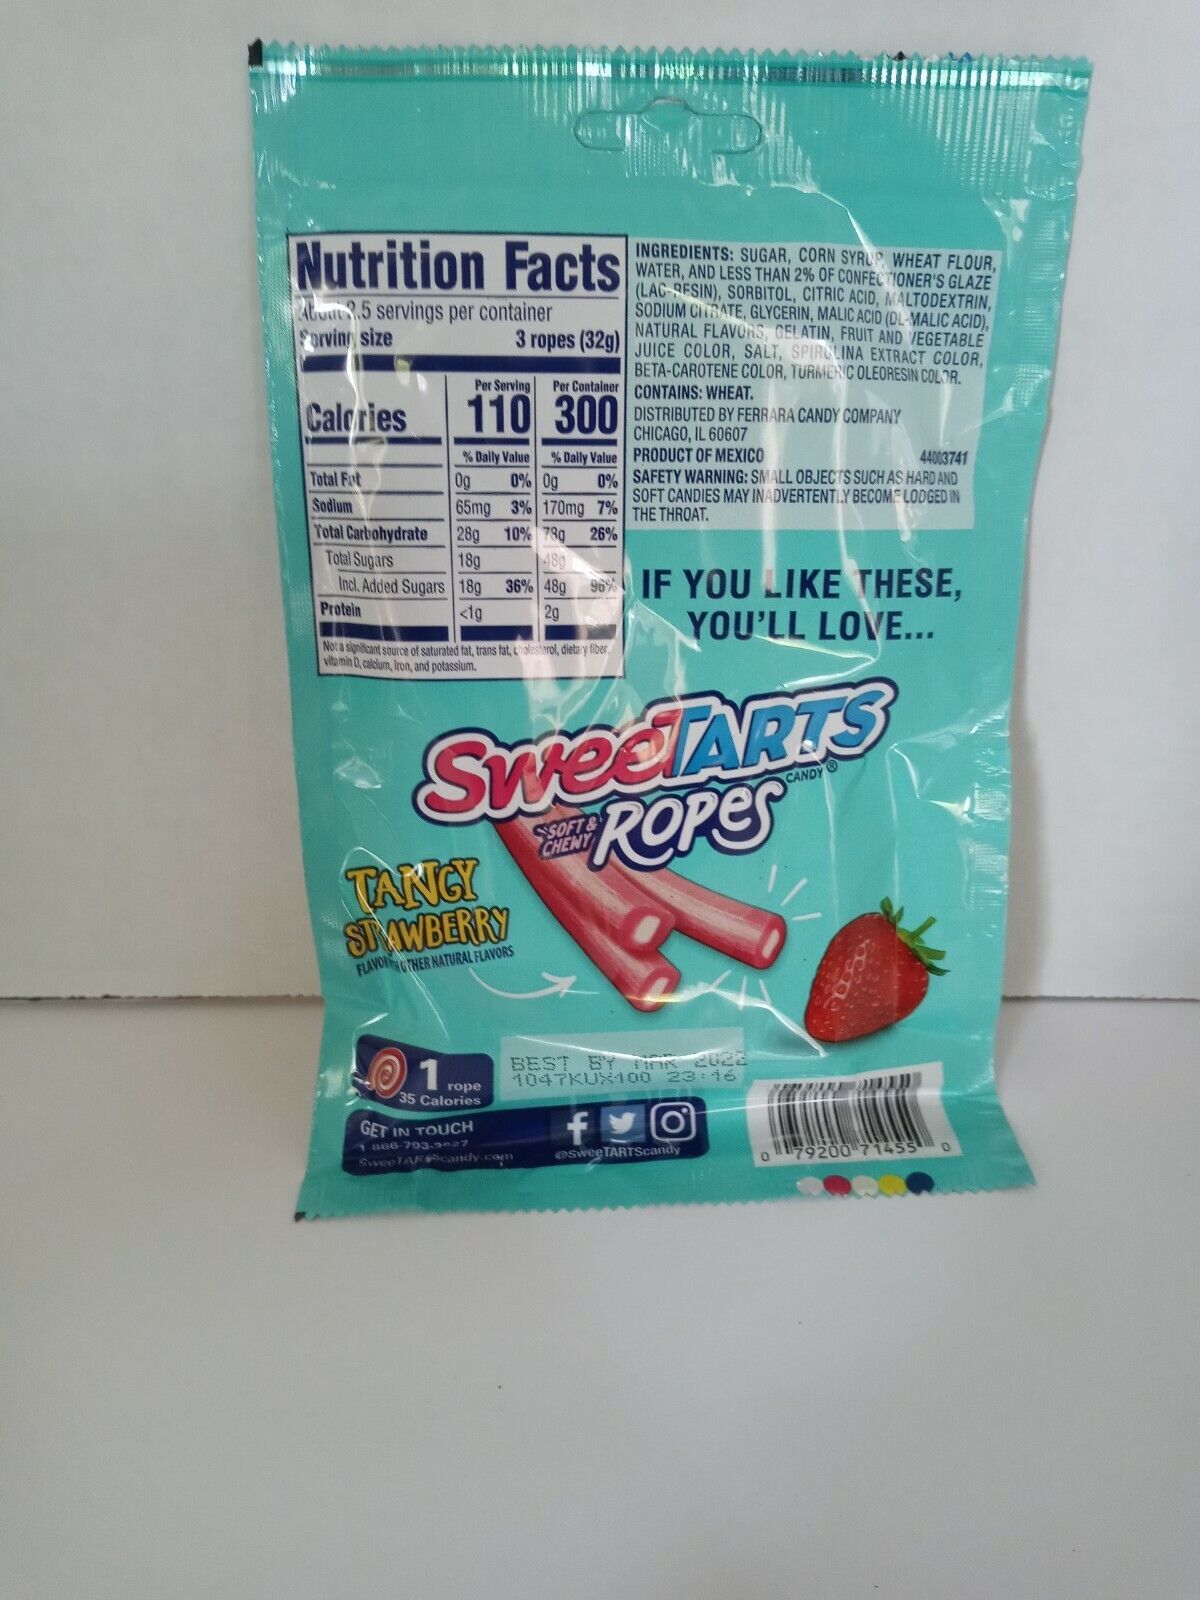 Nutrition Facts
About 2.5 servings per container
Serving size 3 ropes (32g)
Per Serving Per Container
Calories 110 300
% Daily Value % Daily Value
Total Fat 0g 0% 0g 0%
Sodium 65mg 3% 170mg 7%
Total Carbohydrate 28g 10% 78g 26%
Total Sugars 18g 48g
Incl. Added Sugars 18g 36% 48g 96%
Protein <1g 2g
Not a significant source of saturated fat, trans fat, cholesterol, dietary fiber,
vitamin D, calcium, iron, and potassium.
INGREDIENTS: SUGAR, CORN SYRUP, WHEAT FLOUR,
WATER, AND LESS THAN 2% OF CONFECTIONER'S GLAZE
(LAC-RESIN), SORBITOL, CITRIC ACID, MALTODEXTRIN,
SODIUM CITRATE, GLYCERIN, MALIC ACID (DL-MALIC ACID),
NATURAL FLAVORS, GELATIN, FRUIT AND VEGETABLE
JUICE COLOR, SALT, SPIRULINA EXTRACT COLOR,
BETA-CAROTENE COLOR, TURMERIC OLEORESIN COLOR.
CONTAINS: WHEAT.
DISTRIBUTED BY FERRARA CANDY COMPANY
CHICAGO, IL 60607
PRODUCT OF MEXICO 44003741
SAFETY WARNING: SMALL OBJECTS SUCH AS HARD AND
SOFT CANDIES MAY INADVERTENTLY BECOME LODGED IN
THE THROAT.
IF YOU LIKE THESE,
YOU'LL LOVE...
SweeTARTS
CANDY®
SOFT &
CHEWY
ROPES
TANGY
STRAWBERRY
FLAVOR WITH OTHER NATURAL FLAVORS
1 rope
35 Calories
BEST BY MAR 2022
1047KUX100 23:16
GET IN TOUCH
SweeTARTScandy.com
@SweeTARTScandy
0 79200 71455 0